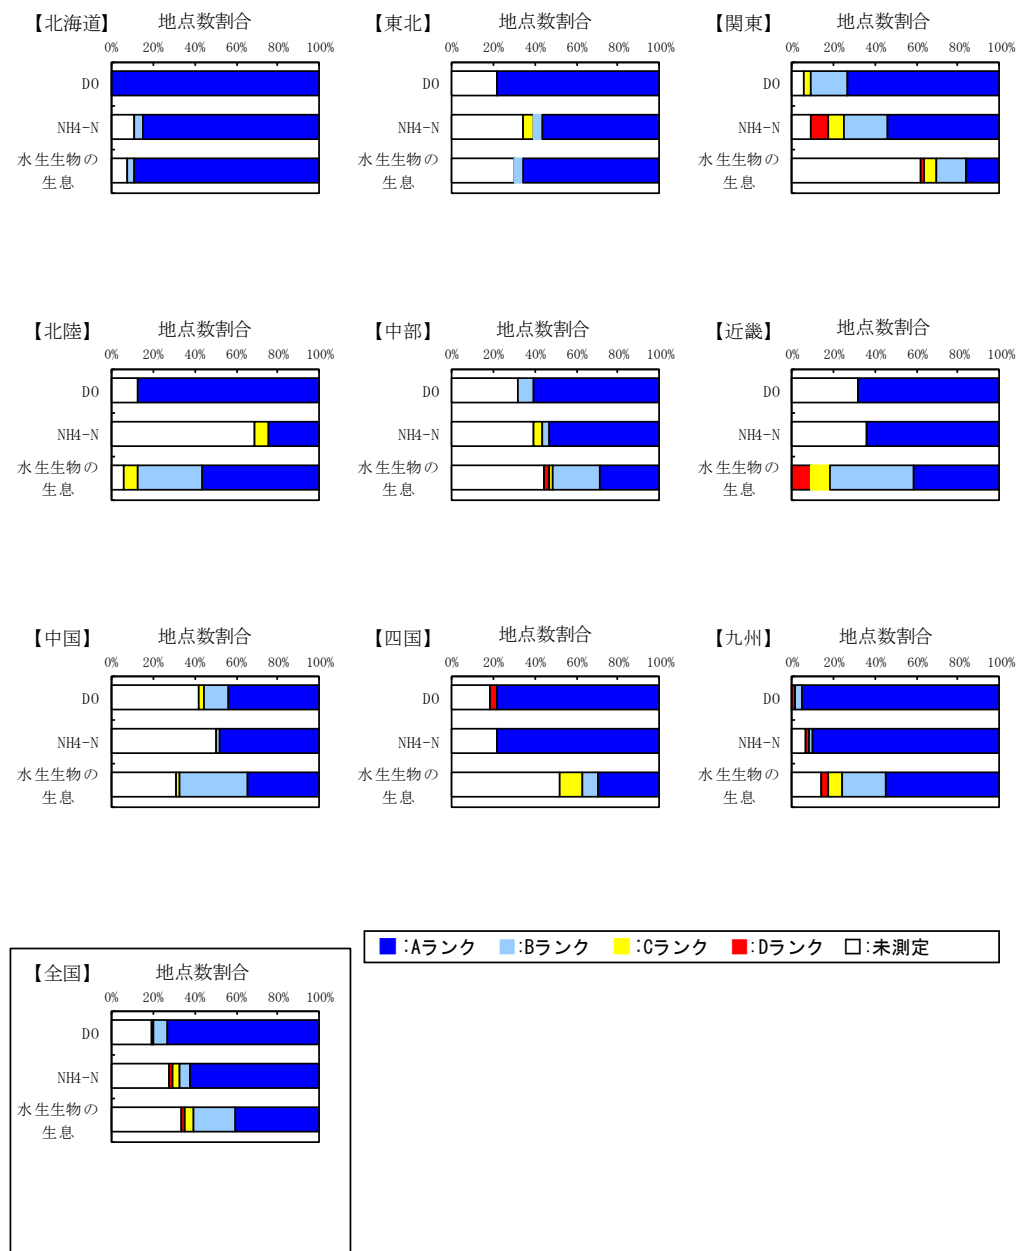 【北海道】 地点数割合
0% 20% 40% 60% 80% 100%
DO
NH4-N
水生生物の
生息
【東北】 地点数割合
0% 20% 40% 60% 80% 100%
DO
NH4-N
水生生物の
生息
【関東】 地点数割合
0% 20% 40% 60% 80% 100%
DO
NH4-N
水生生物の
生息
【北陸】 地点数割合
0% 20% 40% 60% 80% 100%
DO
NH4-N
水生生物の
生息
【中部】 地点数割合
0% 20% 40% 60% 80% 100%
DO
NH4-N
水生生物の
生息
【近畿】 地点数割合
0% 20% 40% 60% 80% 100%
DO
NH4-N
水生生物の
生息
【中国】 地点数割合
0% 20% 40% 60% 80% 100%
DO
NH4-N
水生生物の
生息
【四国】 地点数割合
0% 20% 40% 60% 80% 100%
DO
NH4-N
水生生物の
生息
【九州】 地点数割合
0% 20% 40% 60% 80% 100%
DO
NH4-N
水生生物の
生息
:Aランク :Bランク :Cランク :Dランク :未測定
【全国】 地点数割合
0% 20% 40% 60% 80% 100%
DO
NH4-N
水生生物の
生息